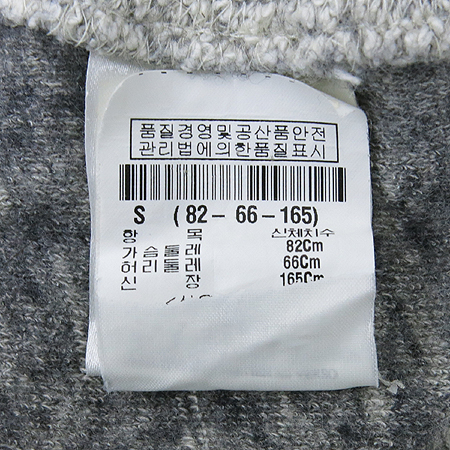 품질경영및공산품안전
관리법에의한품질표시
S (82-66-165)
항 목 신체치수
가 슴 둘 레 82Cm
허 리 둘 레 66Cm
신 장 165Cm